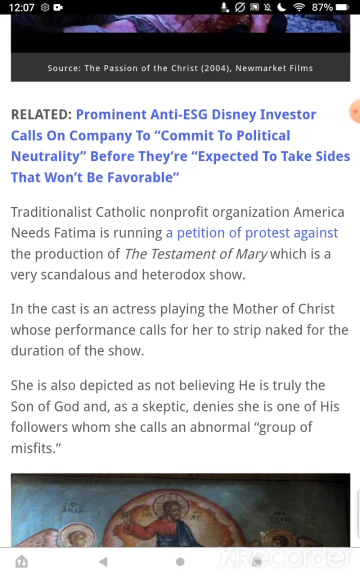 12:07
87%
Source: The Passion of the Christ (2004), Newmarket Films
RELATED: Prominent Anti-ESG Disney Investor
Calls On Company To “Commit To Political
Neutrality” Before They’re “Expected To Take Sides
That Won’t Be Favorable”
Traditionalist Catholic nonprofit organization America
Needs Fatima is running a petition of protest against
the production of The Testament of Mary which is a
very scandalous and heterodox show.
In the cast is an actress playing the Mother of Christ
whose performance calls for her to strip naked for the
duration of the show.
She is also depicted as not believing He is truly the
Son of God and, as a skeptic, denies she is one of His
followers whom she calls an abnormal “group of
misfits.”
XRecorder